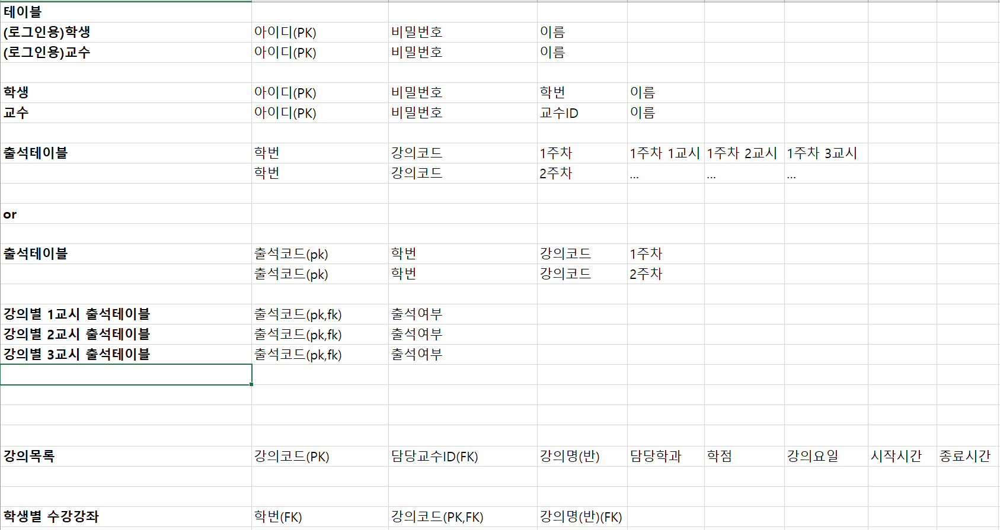 테이블
(로그인용)학생 아이디(PK) 비밀번호 이름
(로그인용)교수 아이디(PK) 비밀번호 이름
학생 아이디(PK) 비밀번호 학번 이름
교수 아이디(PK) 비밀번호 교수ID 이름
출석테이블 학번 강의코드 1주차 1주차 1교시 1주차 2교시 1주차 3교시
학번 강의코드 2주차 ... ... ...
or
출석테이블 출석코드(pk) 학번 강의코드 1주차
출석코드(pk) 학번 강의코드 2주차
강의별 1교시 출석테이블 출석코드(pk,fk) 출석여부
강의별 2교시 출석테이블 출석코드(pk,fk) 출석여부
강의별 3교시 출석테이블 출석코드(pk,fk) 출석여부
강의목록 강의코드(PK) 담당교수ID(FK) 강의명(반) 담당학과 학점 강의요일 시작시간 종료시간
학생별 수강강좌 학번(FK) 강의코드(PK,FK) 강의명(반)(FK)